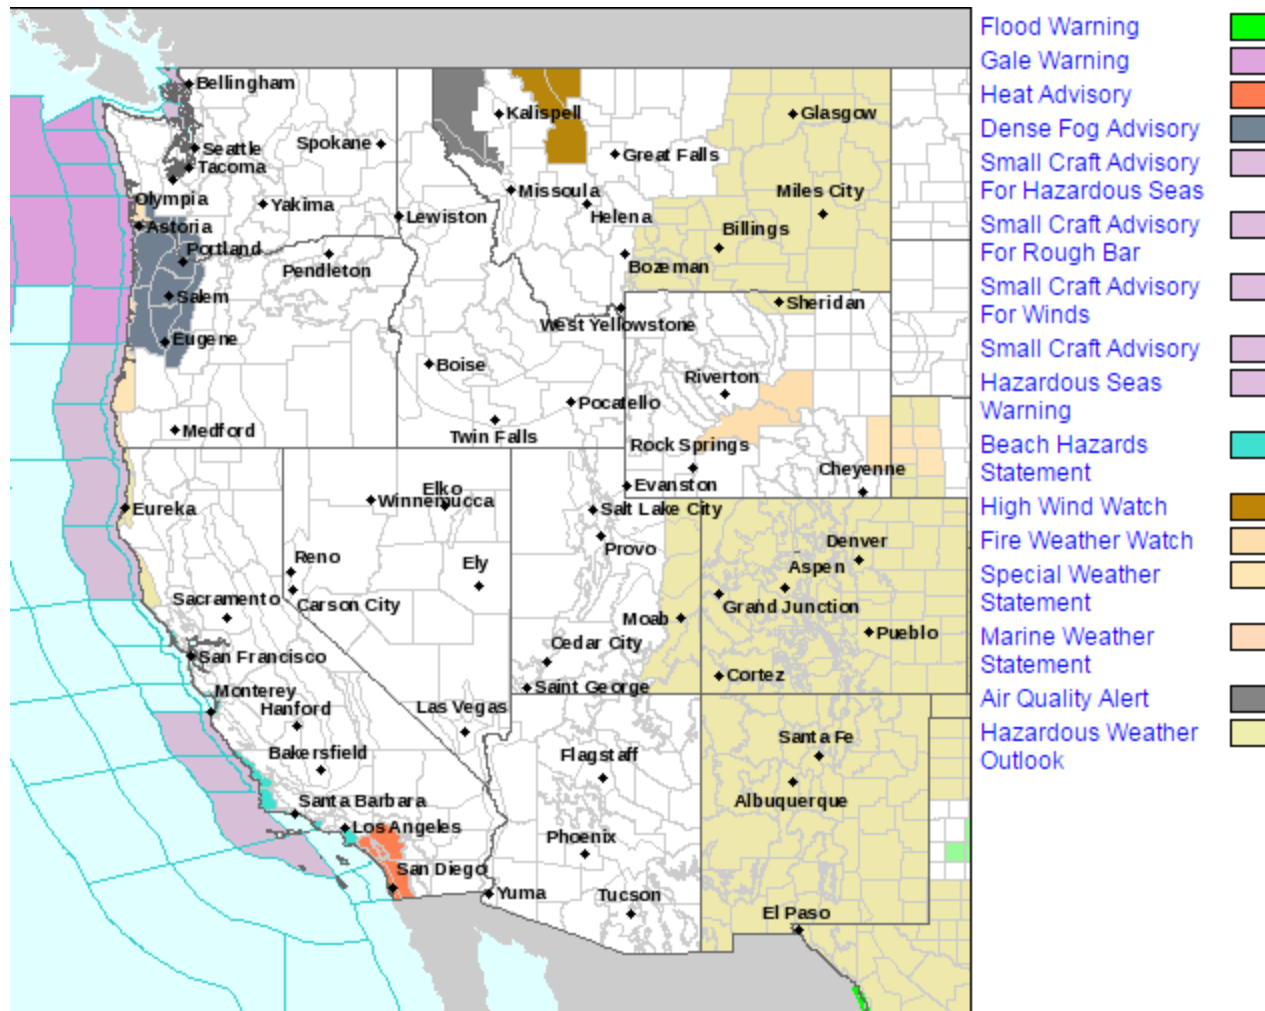 Bellingham
Seattle
Tacoma
Olympia
Spokane
Yakima
Astoria
Portland
Pendleton
Salem
Eugene
Medford
Lewiston
Kalispell
Great Falls
Glasgow
Missoula
Helena
Miles City
Billings
Bozeman
West Yellowstone
Sheridan
Boise
Pocatello
Twin Falls
Riverton
Rock Springs
Cheyenne
Evanston
Eureka
Elko
Winnemucca
Salt Lake City
Provo
Denver
Reno
Ely
Aspen
Sacramento
Carson City
Grand Junction
Moab
Pueblo
Cedar City
San Francisco
Saint George
Cortez
Monterey
Hanford
Las Vegas
Bakersfield
Flagstaff
Santa Fe
Santa Barbara
Albuquerque
Los Angeles
Phoenix
San Diego
Yuma
Tucson
El Paso
Flood Warning
Gale Warning
Heat Advisory
Dense Fog Advisory
Small Craft Advisory
For Hazardous Seas
Small Craft Advisory
For Rough Bar
Small Craft Advisory
For Winds
Small Craft Advisory
Hazardous Seas
Warning
Beach Hazards
Statement
High Wind Watch
Fire Weather Watch
Special Weather
Statement
Marine Weather
Statement
Air Quality Alert
Hazardous Weather
Outlook